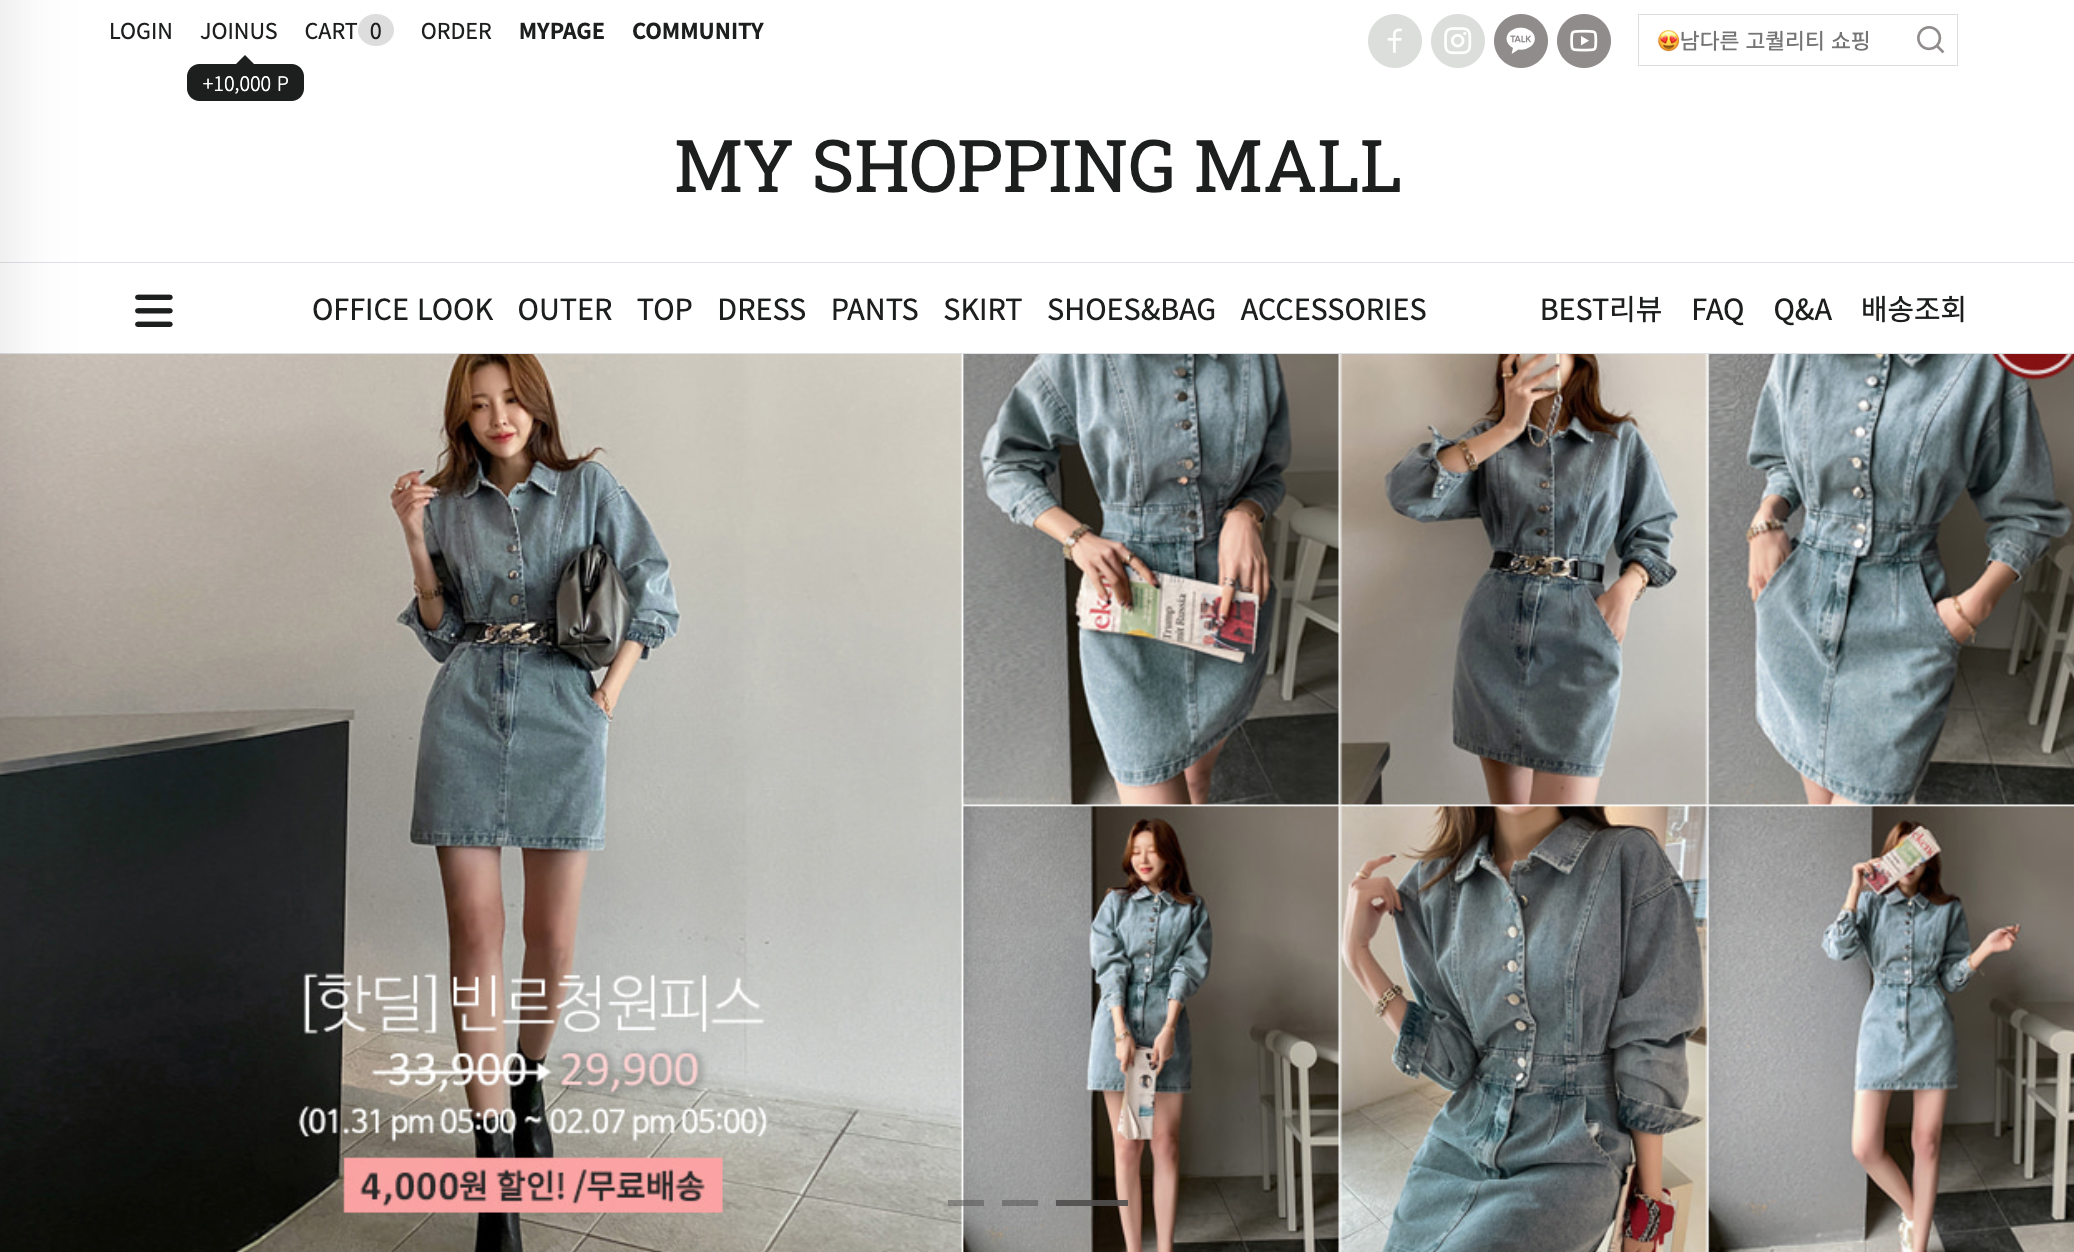 LOGIN JOINUS CART 0 ORDER MYPAGE COMMUNITY
+10,000 P
TALK
😍남다른 고퀄리티 쇼핑
MY SHOPPING MALL
OFFICE LOOK OUTER TOP DRESS PANTS SKIRT SHOES&BAG ACCESSORIES BEST리뷰 FAQ Q&A 배송조회
Trump
mit Russia
[핫딜] 빈르청원피스
33,900 29,900
(01.31 pm 05:00 ~ 02.07 pm 05:00)
4,000원 할인! /무료배송